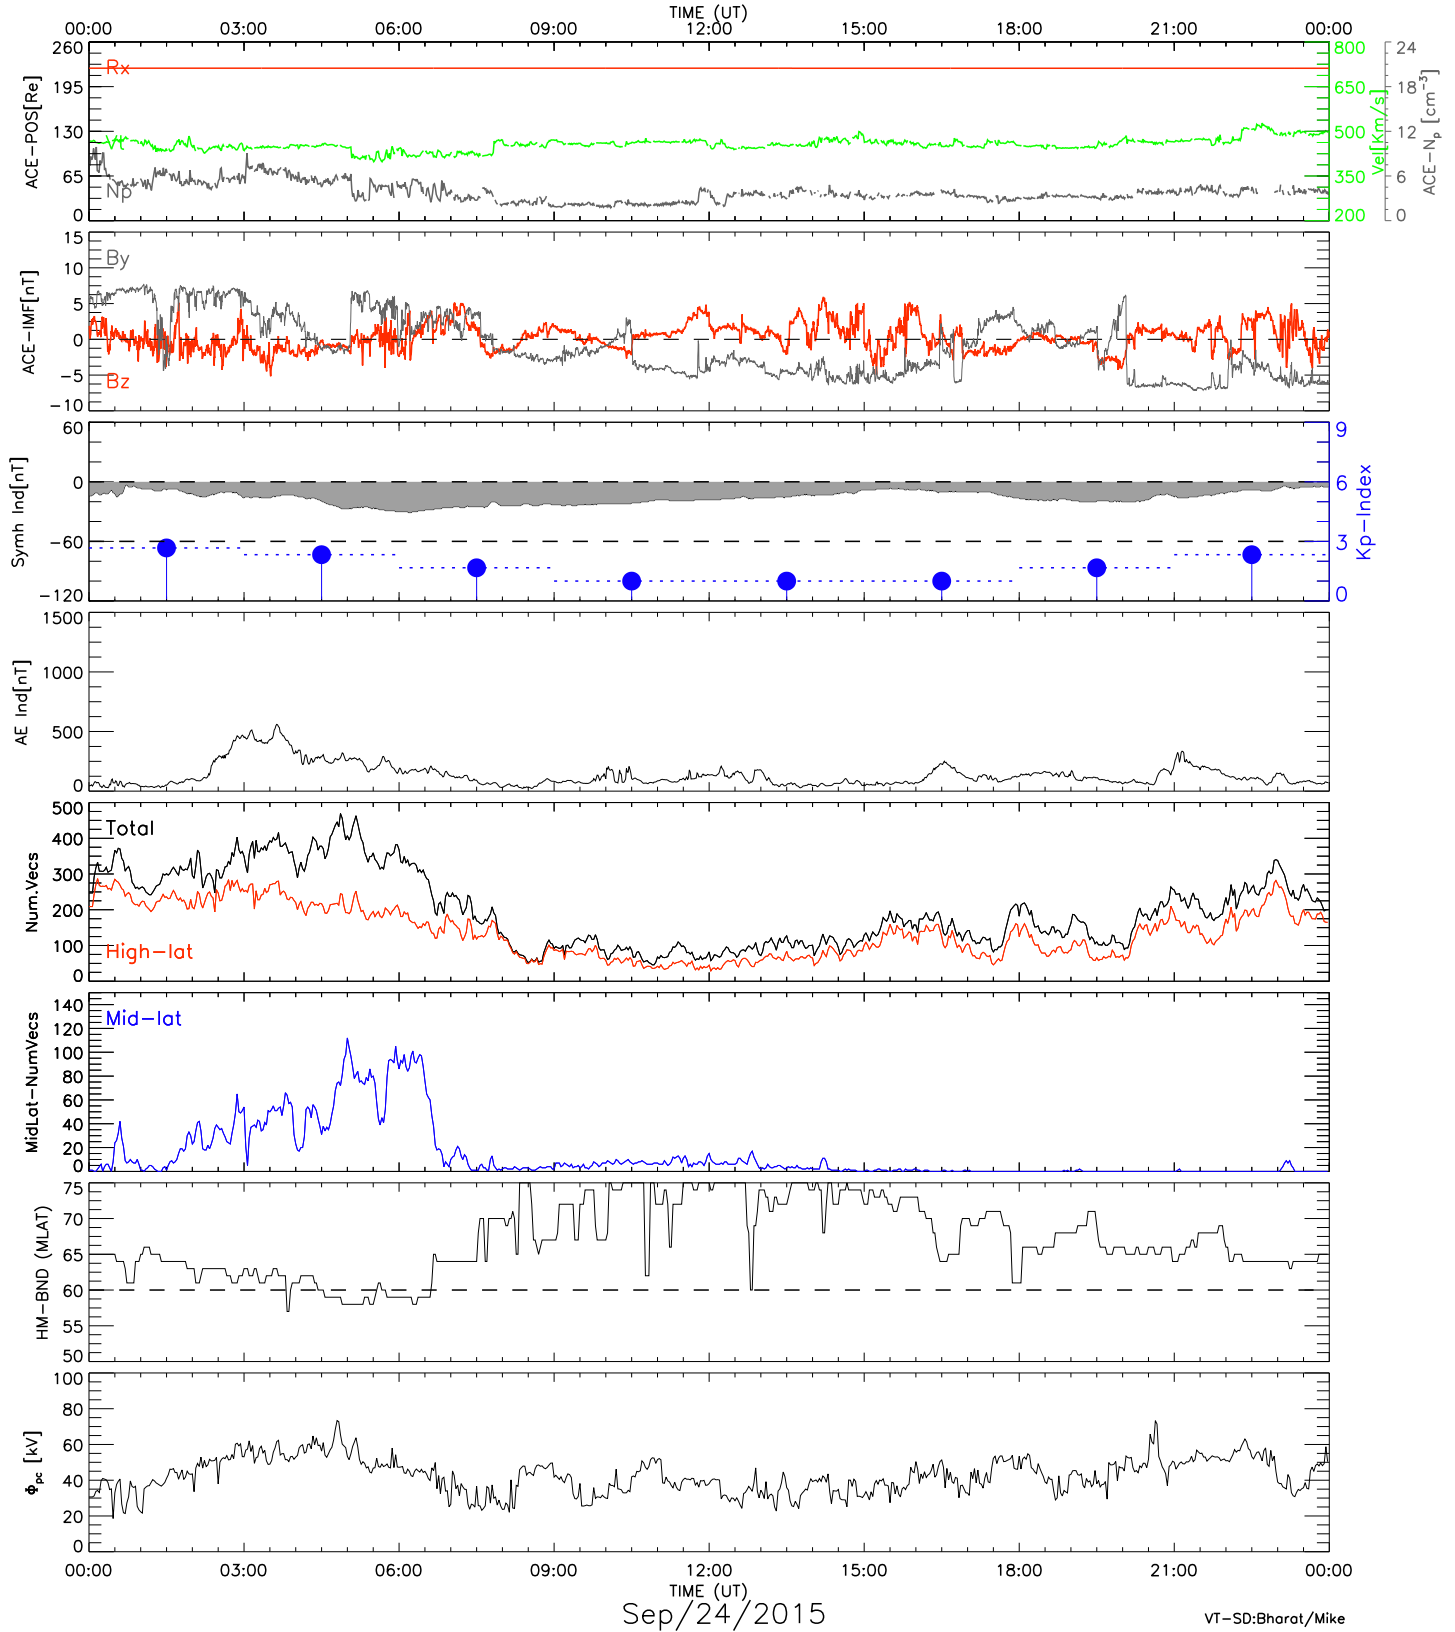 TIME (UT)
00:00 03:00 06:00 09:00 12:00 15:00 18:00 21:00 00:00
ACE-POS[Re]
260
195
130
65
0
Rx
Vel
Np
800
650
500
350
200
Vel[Km/s]
24
18
12
6
0
ACE-Np [cm-3]
ACE-IMF[nT]
15
10
5
0
-5
-10
By
Bz
Symh Ind[nT]
60
0
-60
-120
9
6
3
0
Kp-Index
AE Ind[nT]
1500
1000
500
0
Num.Vecs
500
400
300
200
100
0
Total
High-lat
MidLat-NumVecs
140
120
100
80
60
40
20
0
Mid-lat
HM-BND (MLAT)
75
70
65
60
55
50
Φpc [kV]
100
80
60
40
20
0
00:00 03:00 06:00 09:00 12:00 15:00 18:00 21:00 00:00
TIME (UT)
Sep/24/2015
VT-SD:Bharat/Mike